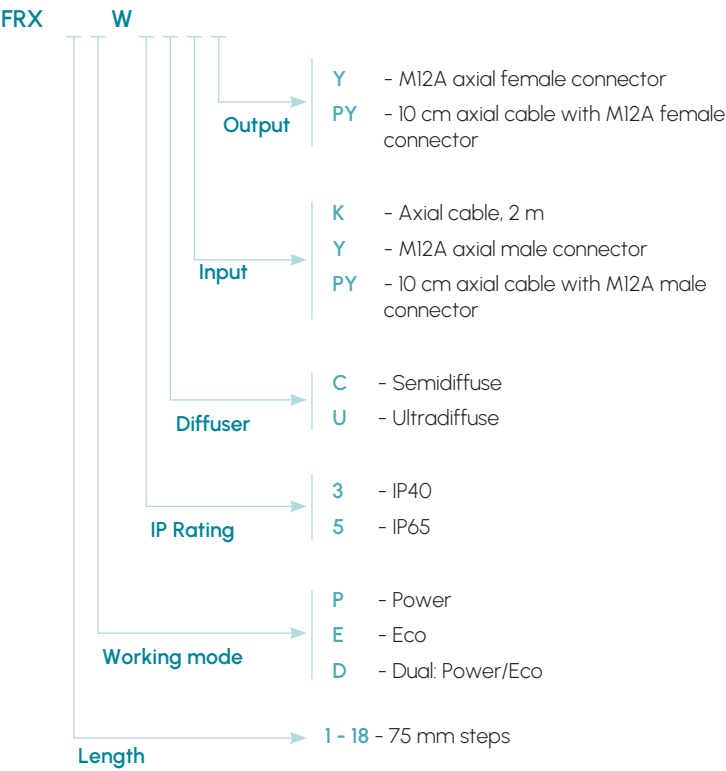 FRX W
Y - M12A axial female connector
PY - 10 cm axial cable with M12A female
connector
Output
K - Axial cable, 2 m
Y - M12A axial male connector
PY - 10 cm axial cable with M12A male
connector
Input
C - Semidiffuse
U - Ultradiffuse
Diffuser
3 - IP40
5 - IP65
IP Rating
P - Power
E - Eco
D - Dual: Power/Eco
Working mode
1 - 18 - 75 mm steps
Length